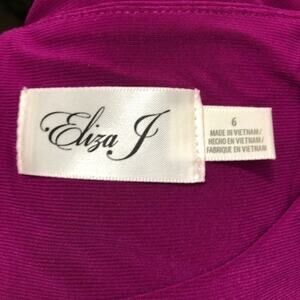 Eliza J
6
MADE IN VIETNAM/
HECHO EN VIETNAM/
FABRIQUE EN VIETNAM